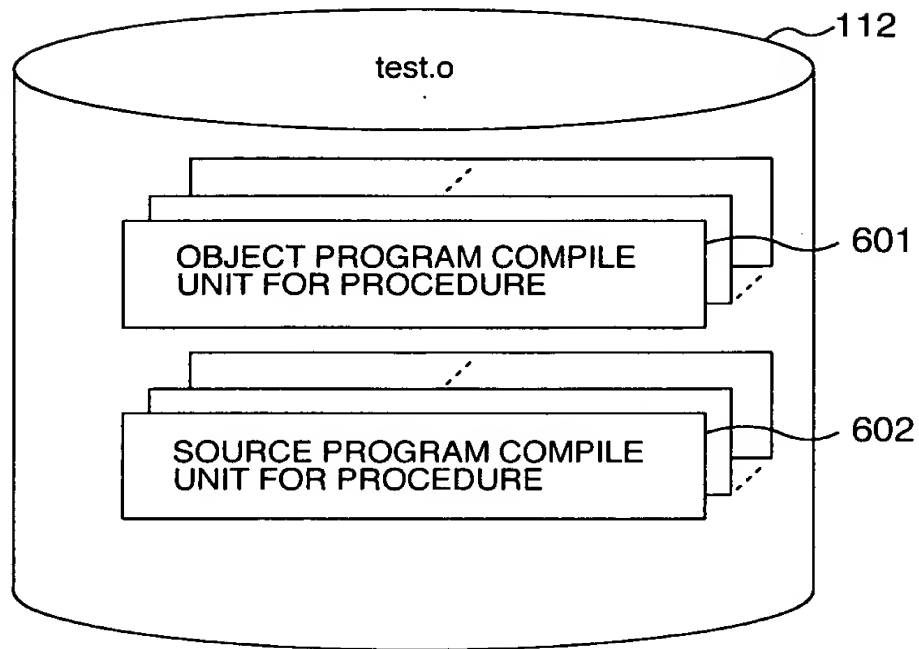 112
test.o
OBJECT PROGRAM COMPILE
UNIT FOR PROCEDURE
601
SOURCE PROGRAM COMPILE
UNIT FOR PROCEDURE
602